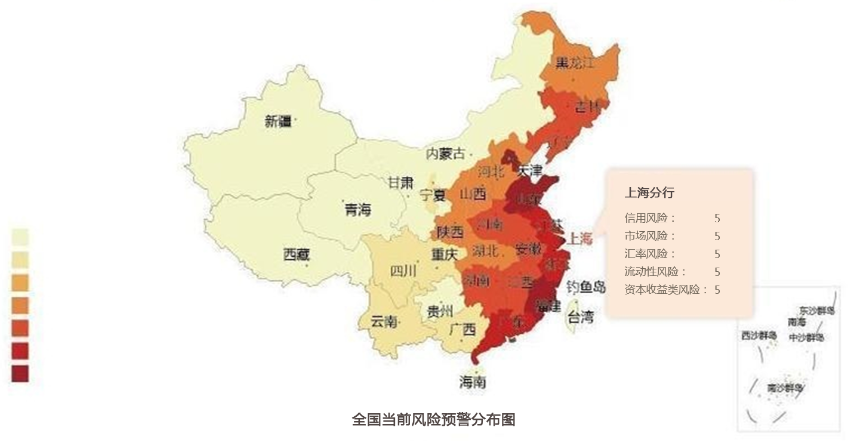 黑龙江
吉林
辽宁
新疆
内蒙古
河北
天津
甘肃
宁夏
山西
山东
青海
陕西
河南
江苏
上海
西藏
四川
重庆
湖北
安徽
浙江
湖南
江西
贵州
福建
钓鱼岛
台湾
云南
广西
广东
海南
上海分行
信用风险： 5
市场风险： 5
汇率风险： 5
流动性风险： 5
资本收益类风险： 5
东沙群岛
南海
西沙群岛
中沙群岛
南沙群岛
全国当前风险预警分布图